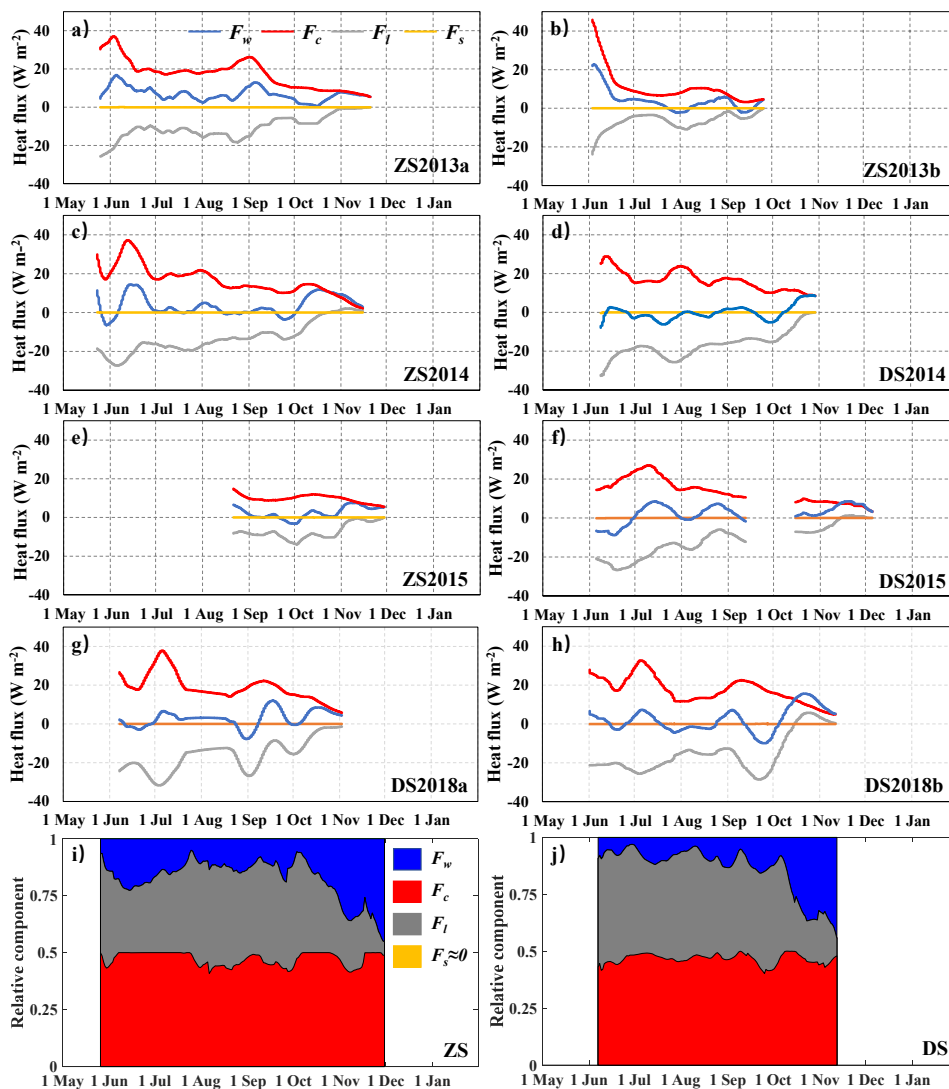 a) F_w F_c F_l F_s
b)
Heat flux (W m⁻²)
40
20
0
-20
-40
ZS2013a
Heat flux (W m⁻²)
40
20
0
-20
-40
ZS2013b
1 May 1 Jun 1 Jul 1 Aug 1 Sep 1 Oct 1 Nov 1 Dec 1 Jan
1 May 1 Jun 1 Jul 1 Aug 1 Sep 1 Oct 1 Nov 1 Dec 1 Jan
c)
Heat flux (W m-²)
40
20
0
-20
-40
ZS2014
d)
Heat flux (W m⁻²)
40
20
0
-20
-40
DS2014
1 May 1 Jun 1 Jul 1 Aug 1 Sep 1 Oct 1 Nov 1 Dec 1 Jan
1 May 1 Jun 1 Jul 1 Aug 1 Sep 1 Oct 1 Nov 1 Dec 1 Jan
e)
Heat flux (W m⁻²)
40
20
0
-20
-40
ZS2015
f)
Heat flux (W m⁻²)
40
20
0
-20
-40
DS2015
1 May 1 Jun 1 Jul 1 Aug 1 Sep 1 Oct 1 Nov 1 Dec 1 Jan
1 May 1 Jun 1 Jul 1 Aug 1 Sep 1 Oct 1 Nov 1 Dec 1 Jan
g)
Heat flux (W m⁻²)
40
20
0
-20
-40
DS2018a
h)
Heat flux (W m⁻²)
40
20
0
-20
-40
DS2018b
1 May 1 Jun 1 Jul 1 Aug 1 Sep 1 Oct 1 Nov 1 Dec 1 Jan
1 May 1 Jun 1 Jul 1 Aug 1 Sep 1 Oct 1 Nov 1 Dec 1 Jan
i)
Relative component
1
0.75
0.5
0.25
0
F_w
F_c
F_l
F_s≈0
ZS
j)
Relative component
1
0.75
0.5
0.25
0
DS
1 May 1 Jun 1 Jul 1 Aug 1 Sep 1 Oct 1 Nov 1 Dec 1 Jan
1 May 1 Jun 1 Jul 1 Aug 1 Sep 1 Oct 1 Nov 1 Dec 1 Jan